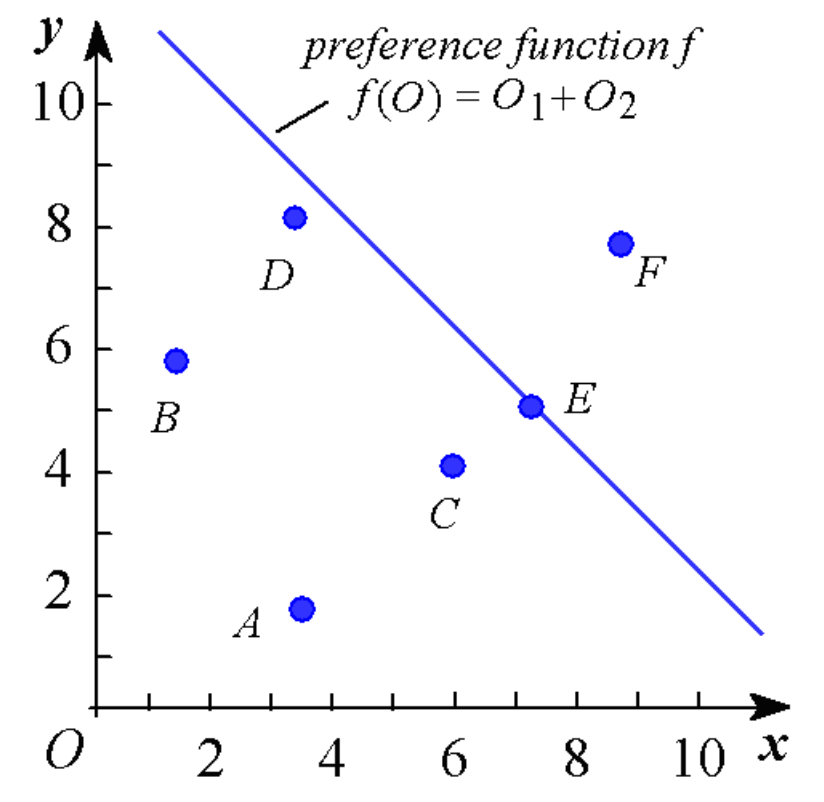 y
preference function f
f(O) = O1+O2
10
8
D
F
6
B
E
4
C
2
A
O
2 4 6 8 10 x